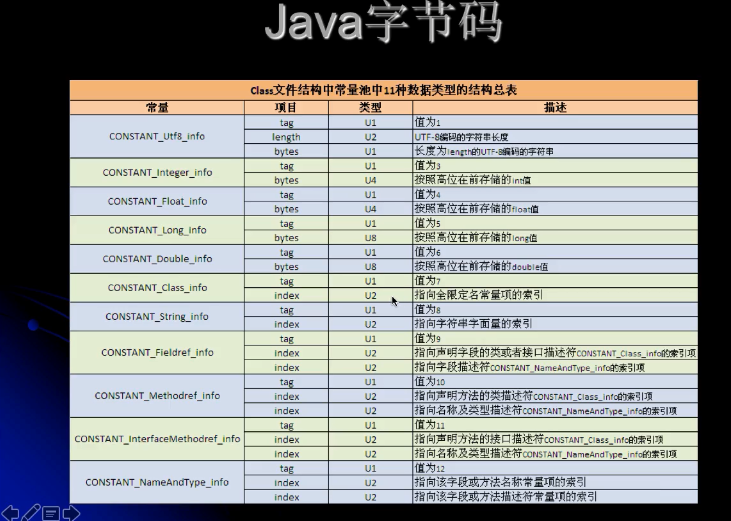 Java字节码
Class文件结构中常量池中11种数据类型的结构总表
常量 项目 类型 描述
CONSTANT_Utf8_info tag U1 值为1
length U2 UTF-8编码的字符串长度
bytes U1 长度为length的UTF-8编码的字符串
CONSTANT_Integer_info tag U1 值为3
bytes U4 按照高位在前存储的int值
CONSTANT_Float_info tag U1 值为4
bytes U4 按照高位在前存储的float值
CONSTANT_Long_info tag U1 值为5
bytes U8 按照高位在前存储的long值
CONSTANT_Double_info tag U1 值为6
bytes U8 按照高位在前存储的double值
CONSTANT_Class_info tag U1 值为7
index U2 指向全限定名常量项的索引
CONSTANT_String_info tag U1 值为8
index U2 指向字符串字面量的索引
CONSTANT_Fieldref_info tag U1 值为9
index U2 指向声明字段的类或者接口描述符CONSTANT_Class_info的索引项
index U2 指向字段描述符CONSTANT_NameAndType_info的索引项
CONSTANT_Methodref_info tag U1 值为10
index U2 指向声明方法的类描述符CONSTANT_Class_info的索引项
index U2 指向名称及类型描述符CONSTANT_NameAndType_info的索引项
CONSTANT_InterfaceMethodref_info tag U1 值为11
index U2 指向声明方法的接口描述符CONSTANT_Class_info的索引项
index U2 指向名称及类型描述符CONSTANT_NameAndType_info的索引项
CONSTANT_NameAndType_info tag U1 值为12
index U2 指向该字段或方法名称常量项的索引
index U2 指向该字段或方法描述符常量项的索引